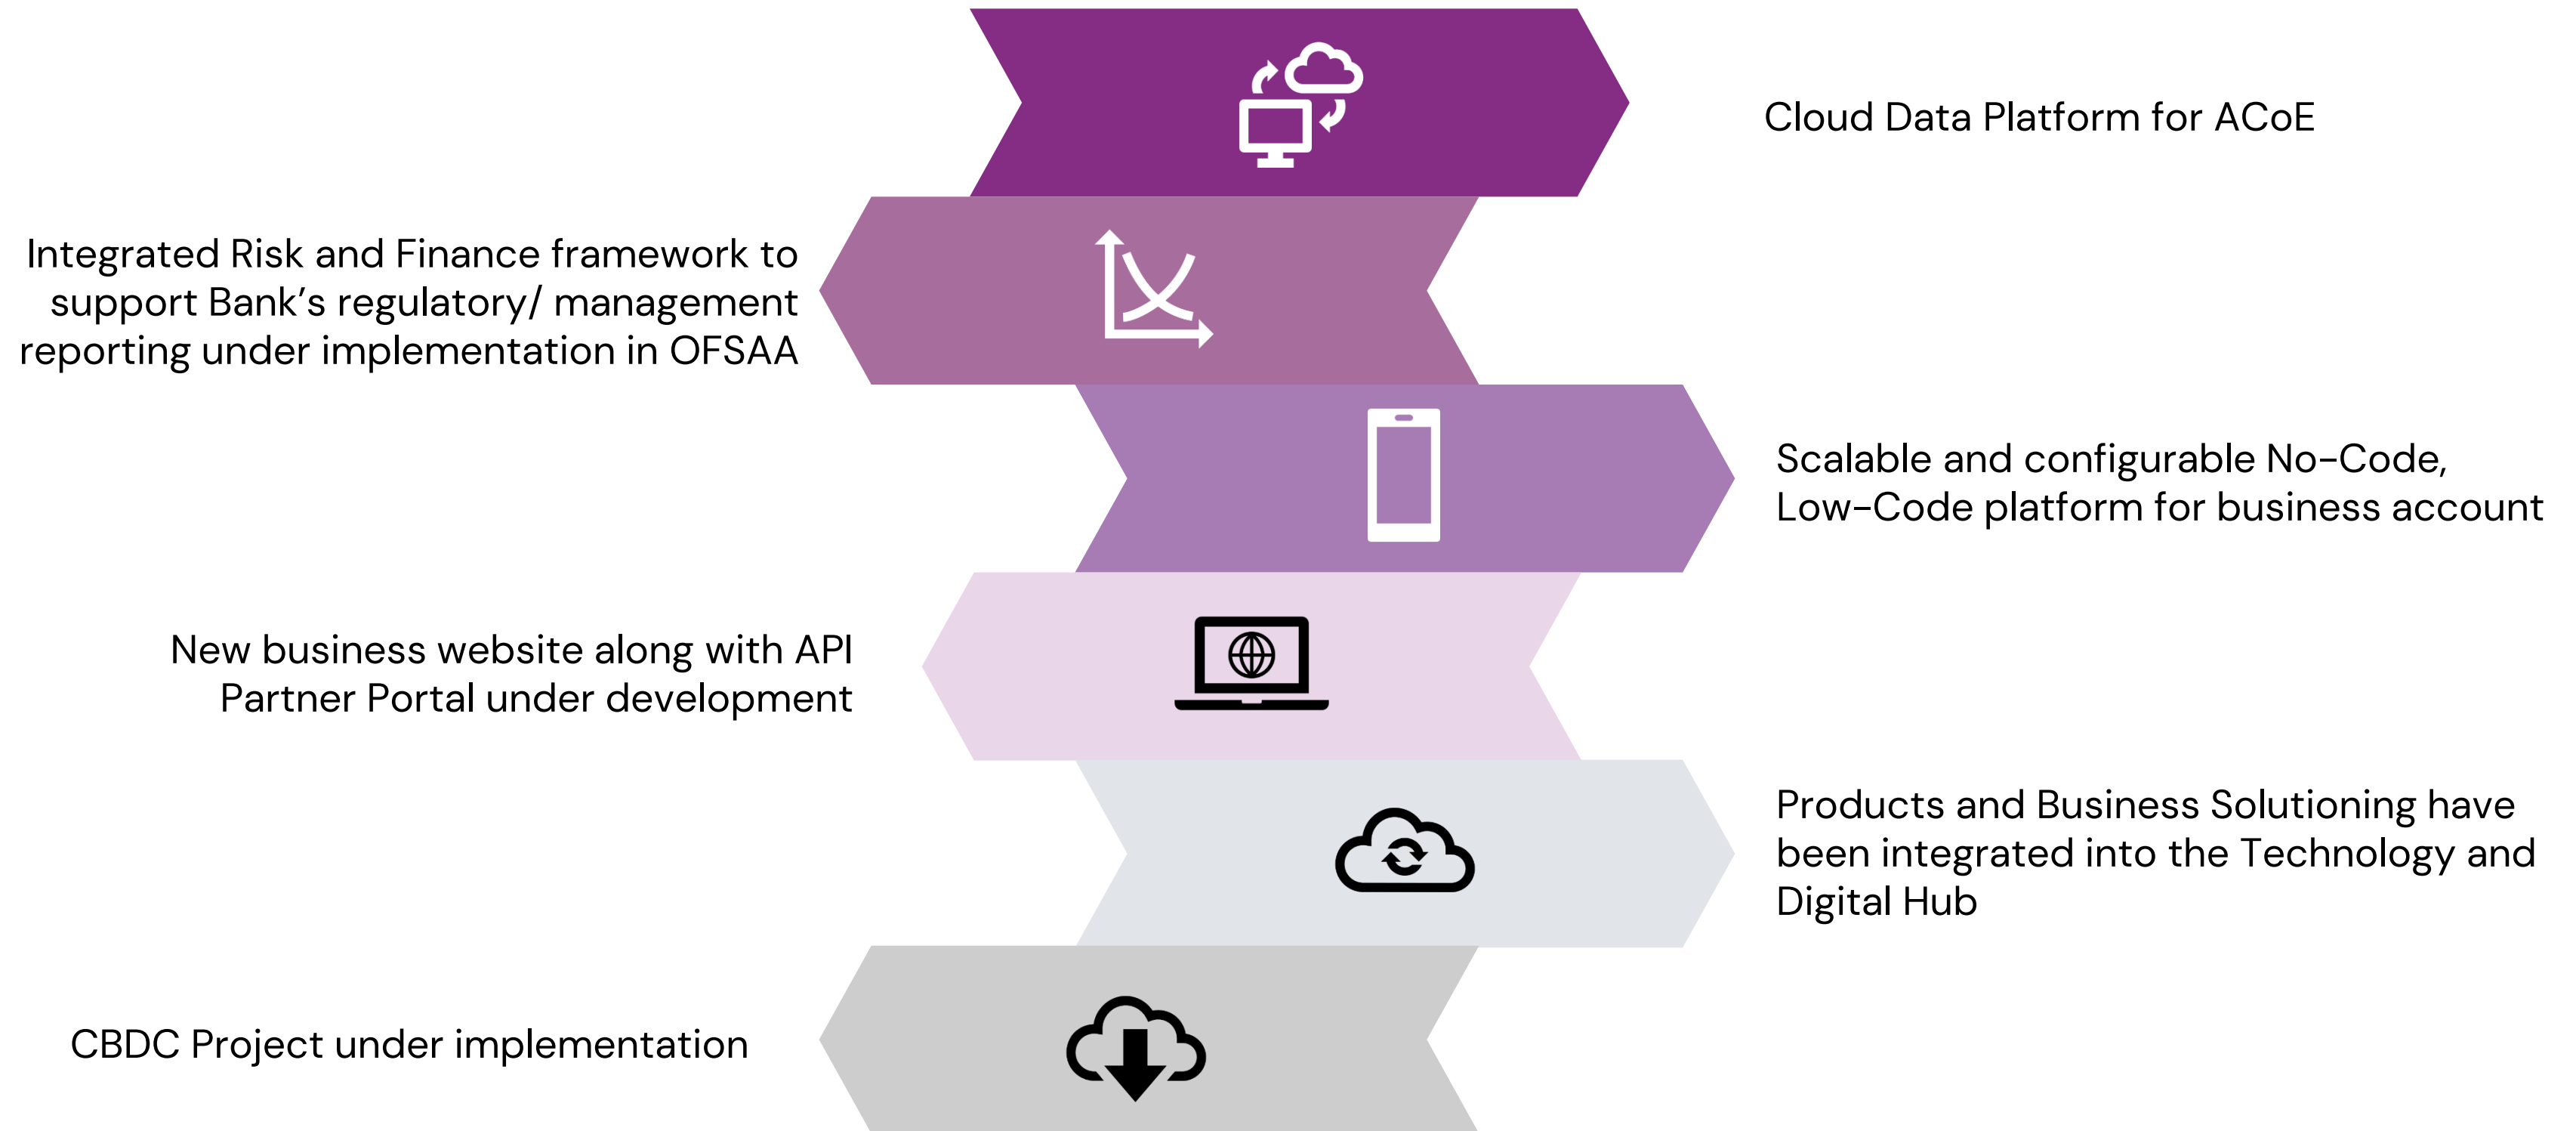 Cloud Data Platform for ACoE
Integrated Risk and Finance framework to
support Bank’s regulatory/ management
reporting under implementation in OFSAA
Scalable and configurable No-Code,
Low-Code platform for business account
New business website along with API
Partner Portal under development
Products and Business Solutioning have
been integrated into the Technology and
Digital Hub
CBDC Project under implementation